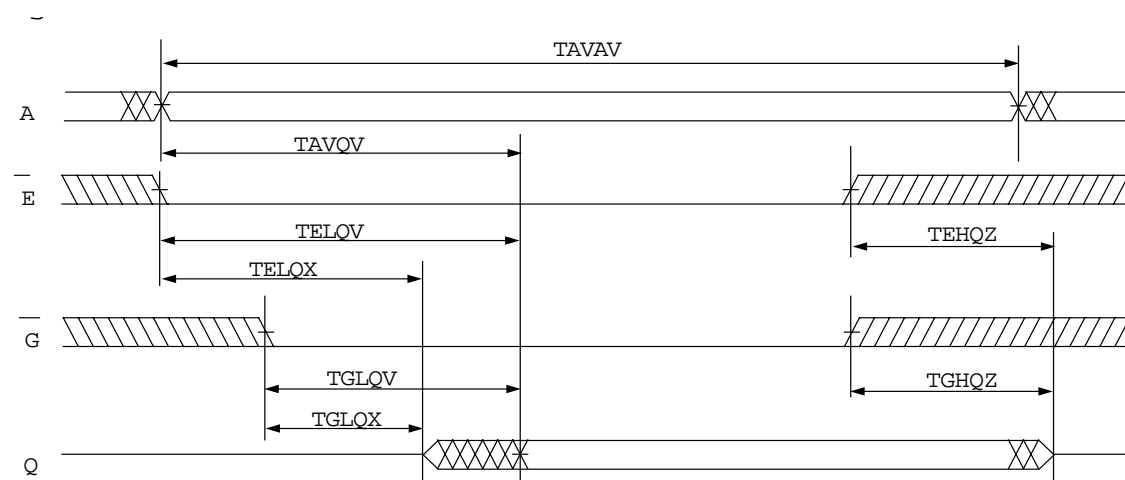 TAVAV
A
TAVQV
E
TELQV
TEHQZ
TELQX
G
TGLQV
TGHQZ
TGLQX
Q